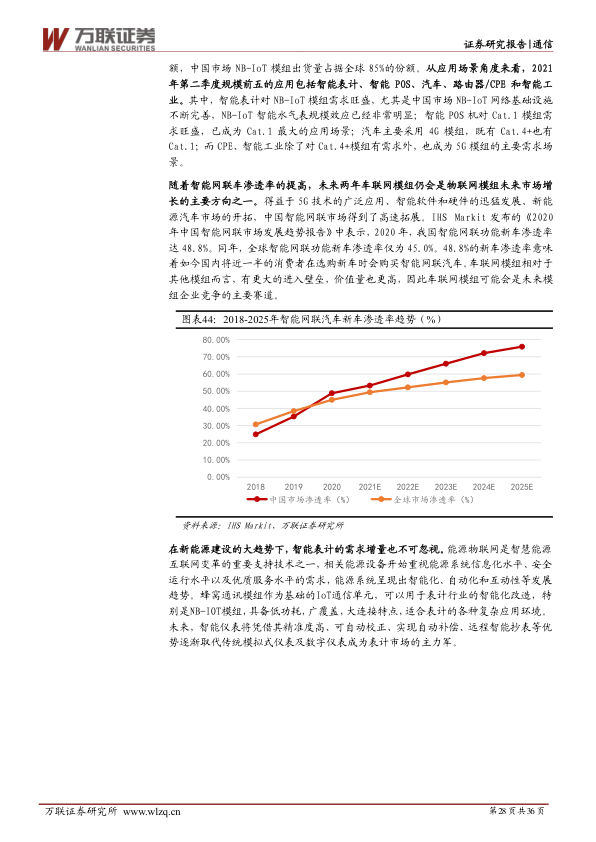 万联证券
WANLIAN SECURITIES
证券研究报告|通信
额，中国市场 NB-IoT 模组出货量占据全球 85%的份额。从应用场景角度来看，2021
年第二季度规模前五的应用包括智能表计、智能 POS、汽车、路由器/CPE 和智能工
业。其中，智能表计对 NB-IoT 模组需求旺盛，尤其是中国市场 NB-IoT 网络基础设施
不断完善，NB-IoT 智能水气表规模效应已经非常明显；智能 POS 机对 Cat.1 模组需
求旺盛，已成为 Cat.1 最大的应用场景；汽车主要采用 4G 模组，既有 Cat.4+也有
Cat.1；而 CPE、智能工业除了对 Cat.4+模组有需求外，也成为 5G 模组的主要需求场
景。
随着智能网联车渗透率的提高，未来两年车联网模组仍会是物联网模组未来市场增
长的主要方向之一。得益于 5G 技术的广泛应用、智能软件和硬件的迅猛发展、新能
源汽车市场的开拓，中国智能网联市场得到了高速拓展。IHS Markit 发布的《2020
年中国智能网联市场发展趋势报告》中表示，2020 年，我国智能网联功能新车渗透率
达 48.8%。同年，全球智能网联功能新车渗透率仅为 45.0%。48.8%的新车渗透率意味
着如今国内将近一半的消费者在选购新车时会购买智能网联汽车。车联网模组相对于
其他模组而言，有更大的进入壁垒，价值量也更高，因此车联网模组可能会是未来模
组企业竞争的主要赛道。
图表44：2018-2025年智能网联汽车新车渗透率趋势（%）
80.00%
70.00%
60.00%
50.00%
40.00%
30.00%
20.00%
10.00%
0.00%
2018 2019 2020 2021E 2022E 2023E 2024E 2025E
中国市场渗透率（%） 全球市场渗透率（%）
资料来源：IHS Markit、万联证券研究所
在新能源建设的大趋势下，智能表计的需求增量也不可忽视。能源物联网是智慧能源
互联网变革的重要支持技术之一，相关能源设备开始重视能源系统信息化水平、安全
运行水平以及优质服务水平的需求，能源系统呈现出智能化、自动化和互动性等发展
趋势。蜂窝通讯模组作为基础的IoT通信单元，可以用于表计行业的智能化改造，特
别是NB-IOT模组，具备低功耗，广覆盖，大连接特点，适合表计的各种复杂应用环境。
未来，智能仪表将凭借其精准度高、可自动校正、实现自动补偿、远程智能抄表等优
势逐渐取代传统模拟式仪表及数字仪表成为表计市场的主力军。
万联证券研究所 www.wlzq.cn
第28页共36页